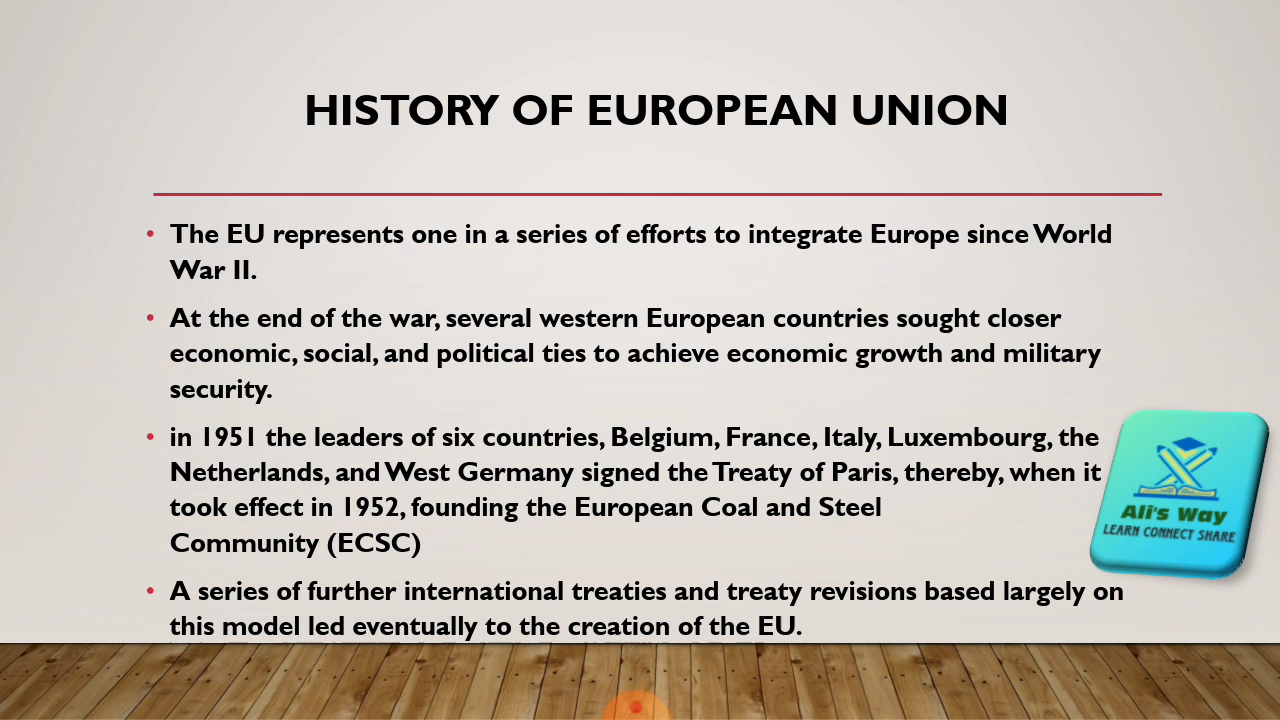 HISTORY OF EUROPEAN UNION
• The EU represents one in a series of efforts to integrate Europe since World
War II.
• At the end of the war, several western European countries sought closer
economic, social, and political ties to achieve economic growth and military
security.
• in 1951 the leaders of six countries, Belgium, France, Italy, Luxembourg, the
Netherlands, and West Germany signed the Treaty of Paris, thereby, when it
took effect in 1952, founding the European Coal and Steel
Community (ECSC)
• A series of further international treaties and treaty revisions based largely on
this model led eventually to the creation of the EU.
Ali's Way
LEARN CONNECT SHARE